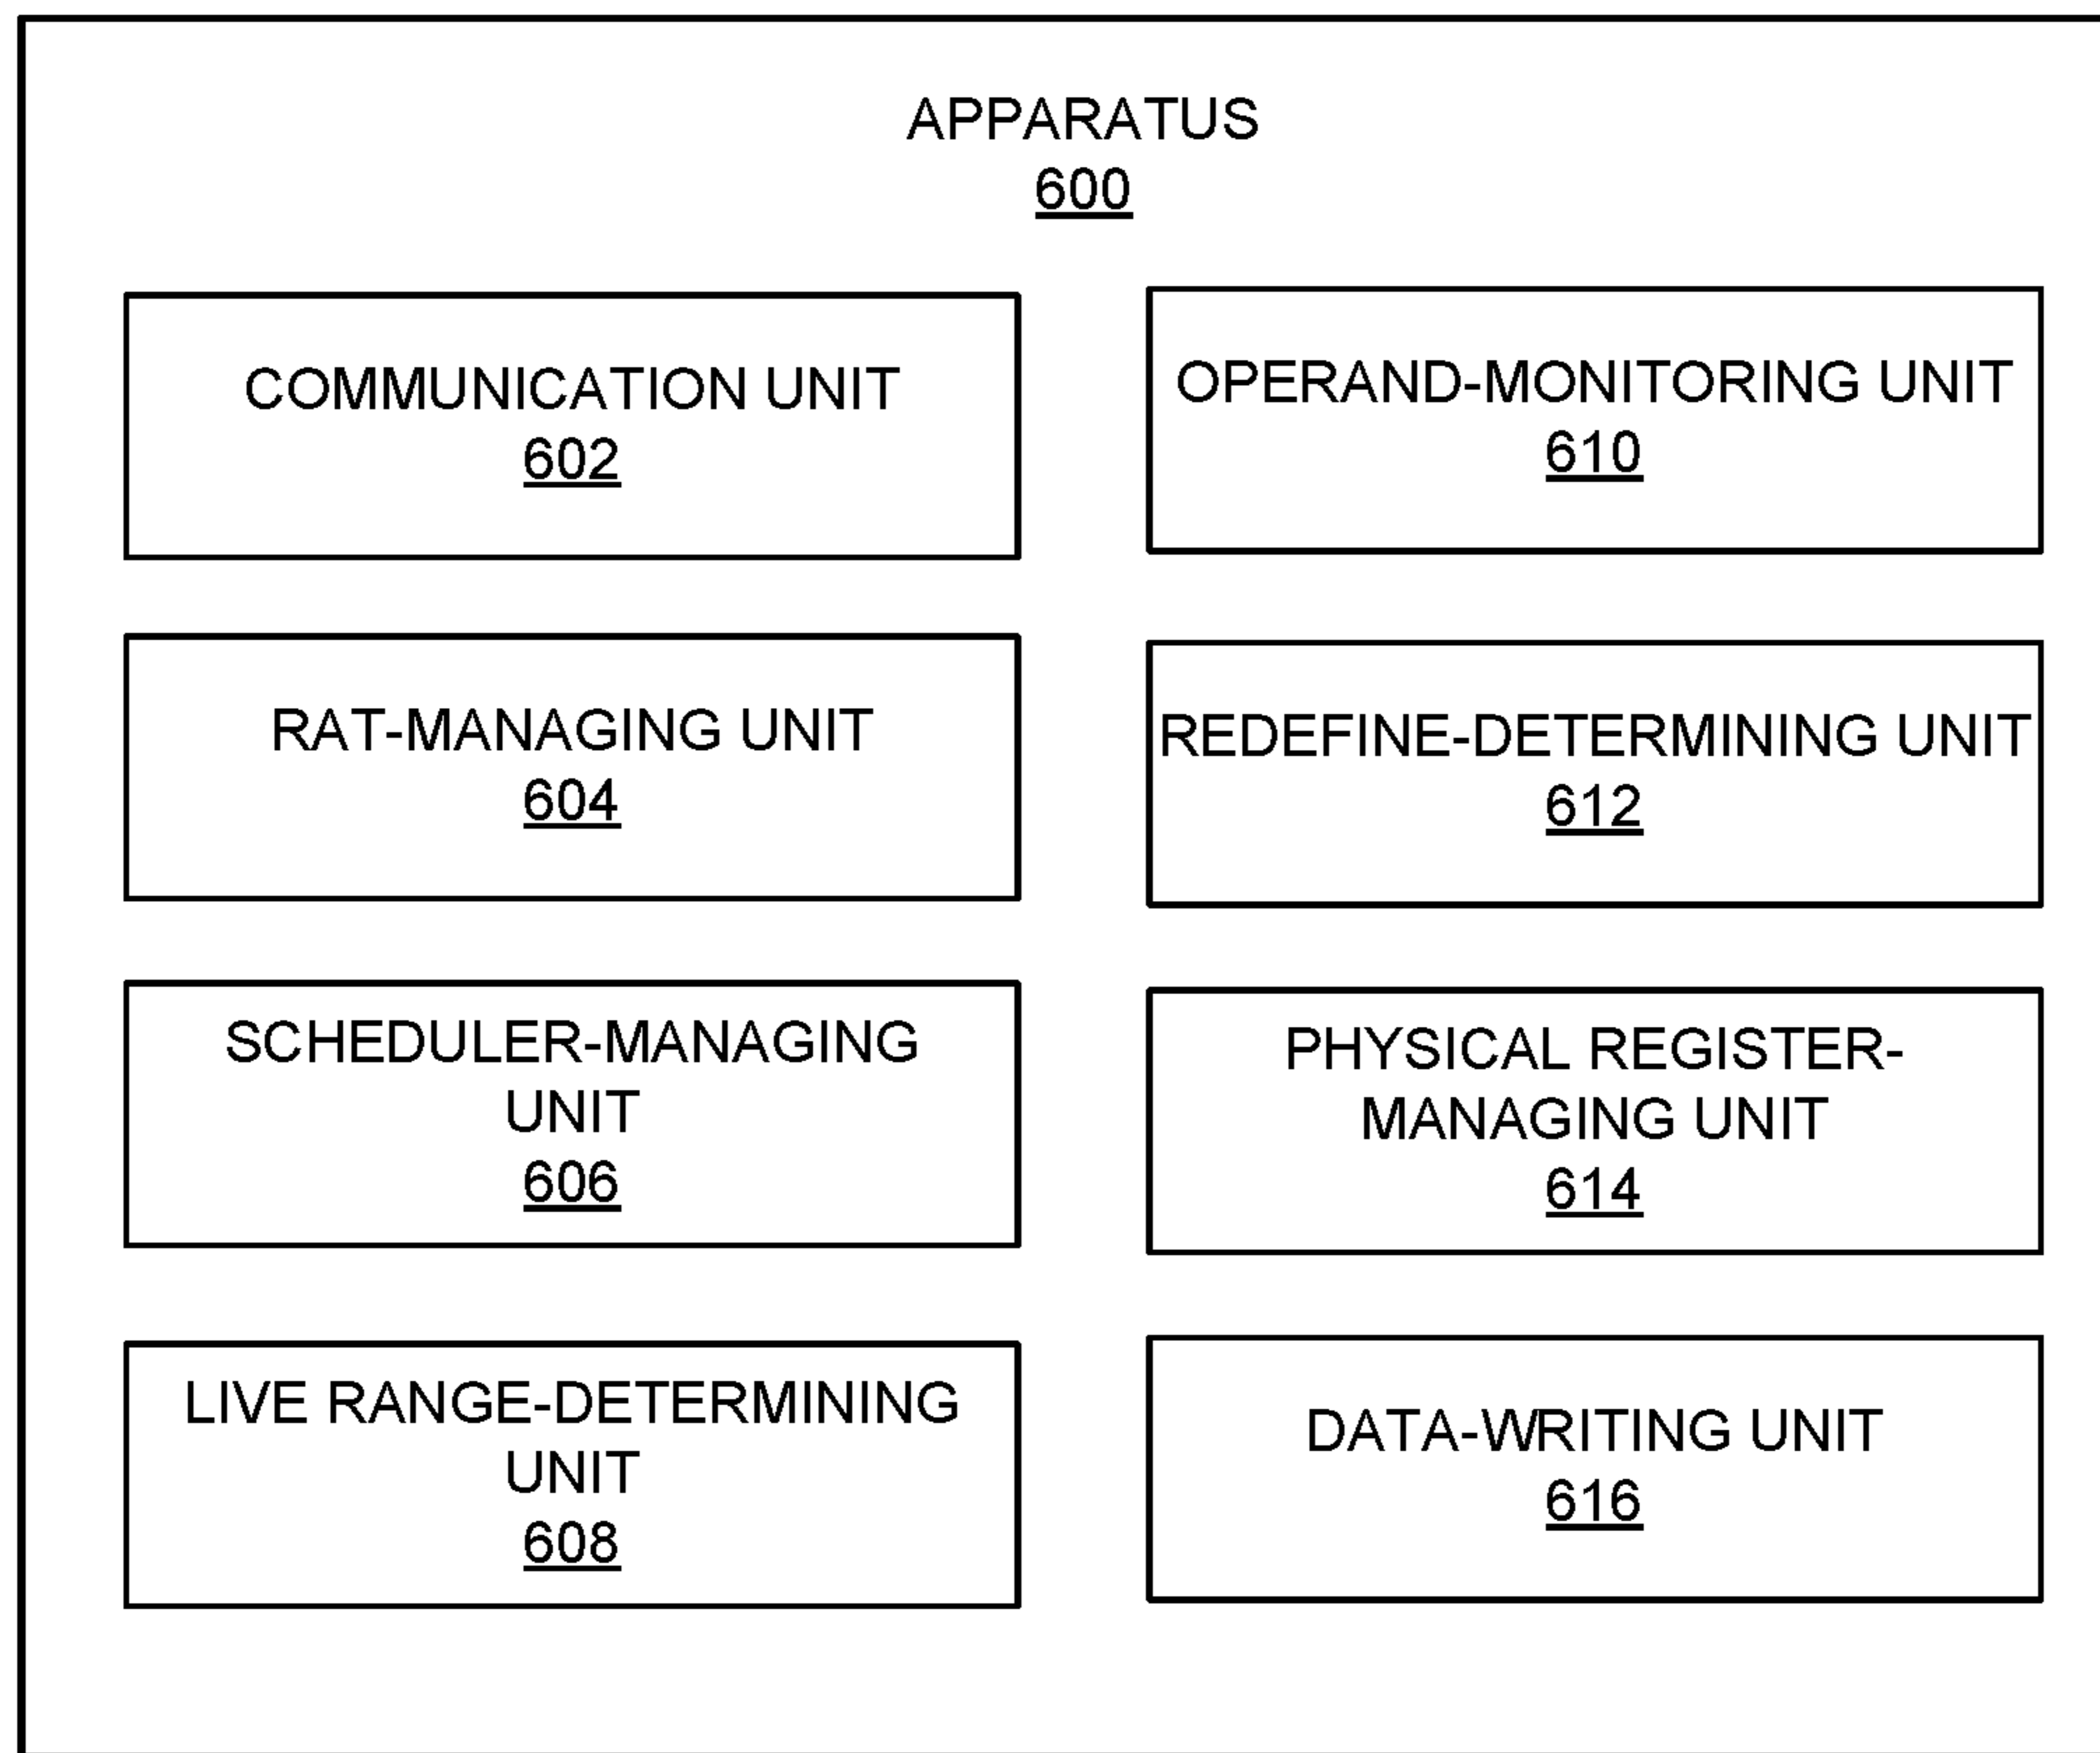 APPARATUS
600
COMMUNICATION UNIT
602
RAT-MANAGING UNIT
604
SCHEDULER-MANAGING
UNIT
606
LIVE RANGE-DETERMINING
UNIT
608
OPERAND-MONITORING UNIT
610
REDEFINE-DETERMINING UNIT
612
PHYSICAL REGISTER-
MANAGING UNIT
614
DATA-WRITING UNIT
616